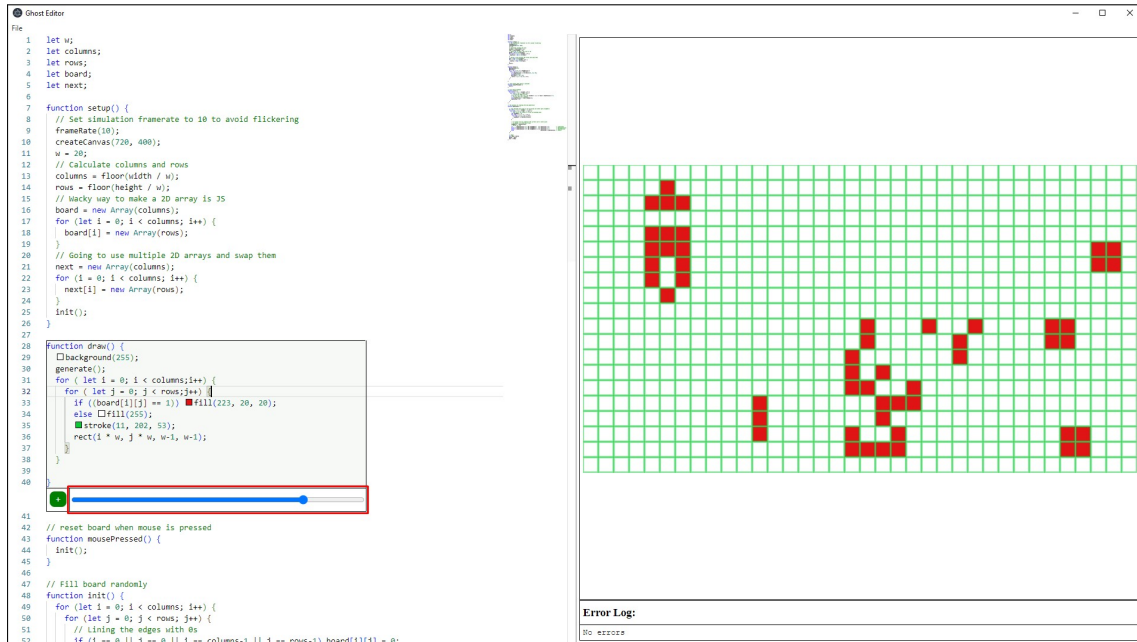 Ghost Editor
File
1 let w;
2 let columns;
3 let rows;
4 let board;
5 let next;
6
7 function setup() {
8 // Set simulation framerate to 10 to avoid flickering
9 frameRate(10);
10 createCanvas(720, 400);
11 w = 20;
12 // Calculate columns and rows
13 columns = floor(width / w);
14 rows = floor(height / w);
15 // Wacky way to make a 2D array is JS
16 board = new Array(columns);
17 for (let i = 0; i < columns; i++) {
18 board[i] = new Array(rows);
19 }
20 // Going to use multiple 2D arrays and swap them
21 next = new Array(columns);
22 for (i = 0; i < columns; i++) {
23 next[i] = new Array(rows);
24 }
25 init();
26 }
27
28 function draw() {
29 background(255);
30 generate();
31 for ( let i = 0; i < columns;i++) {
32 for ( let j = 0; j < rows;j++) {
33 if ((board[i][j] == 1)) fill(223, 20, 20);
34 else fill(255);
35 stroke(11, 202, 53);
36 rect(i * w, j * w, w-1, w-1);
37 }
38 }
39
40 }
+
41
42 // reset board when mouse is pressed
43 function mousePressed() {
44 init();
45 }
46
47 // Fill board randomly
48 function init() {
49 for (let i = 0; i < columns; i++) {
50 for (let j = 0; j < rows; j++) {
51 // Lining the edges with 0s
52 if (i == 0 || j == 0 || i == columns-1 || j == rows-1) board[i][j] = 0;
Error Log:
No errors